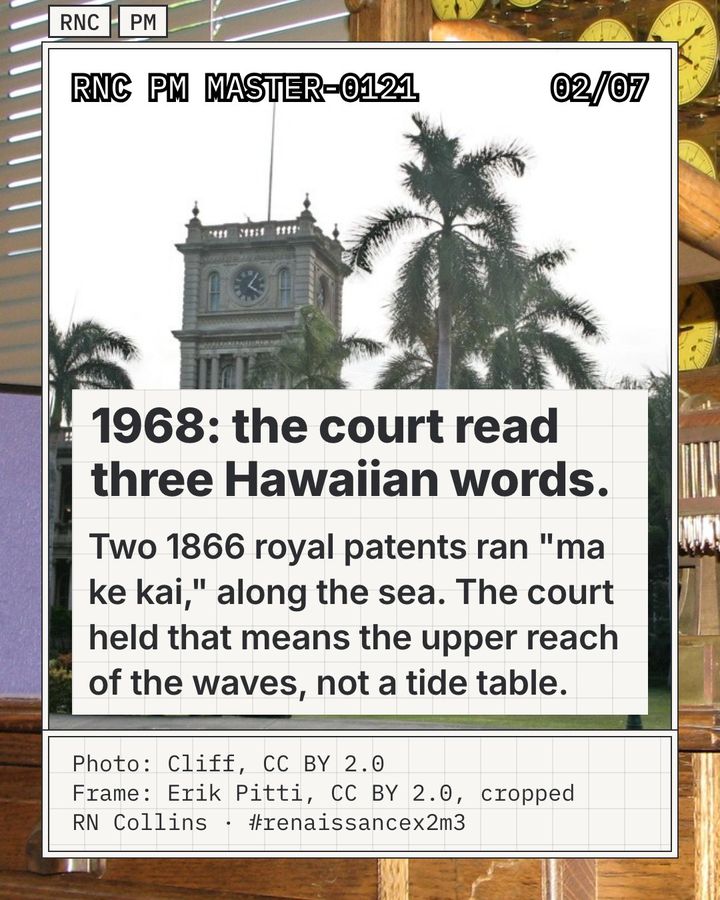 RNC PM
RNC PM MASTER-0121 02/07
1968: the court read
three Hawaiian words.
Two 1866 royal patents ran "ma
ke kai," along the sea. The court
held that means the upper reach
of the waves, not a tide table.
Photo: Cliff, CC BY 2.0
Frame: Erik Pitti, CC BY 2.0, cropped
RN Collins · #renaissancex2m3